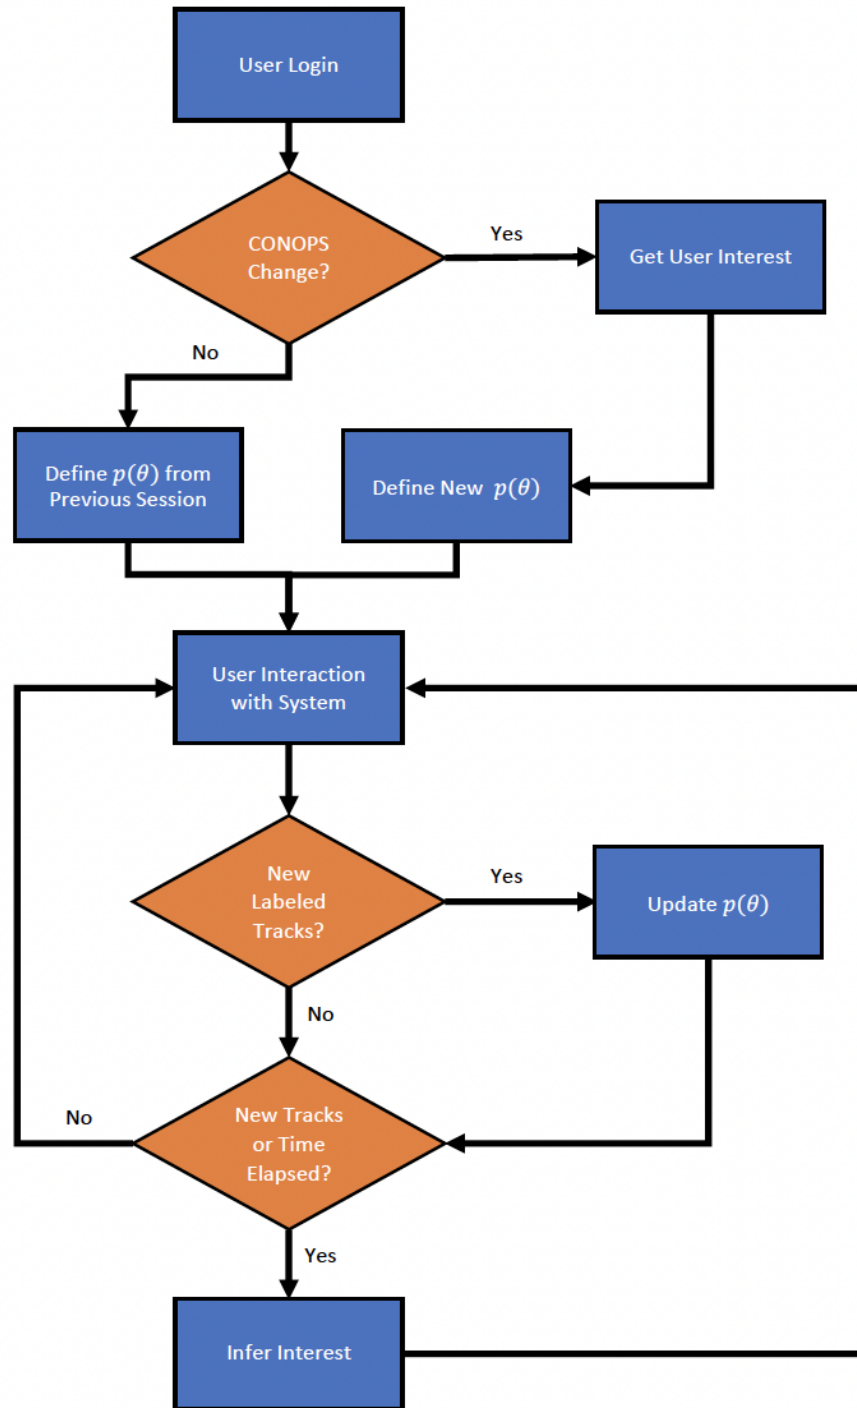 User Login
CONOPS
Change?
Yes
Get User Interest
No
Define p(θ) from
Previous Session
Define New p(θ)
User Interaction
with System
New
Labeled
Tracks?
Yes
Update p(θ)
No
New Tracks
or Time
Elapsed?
No
Yes
Infer Interest